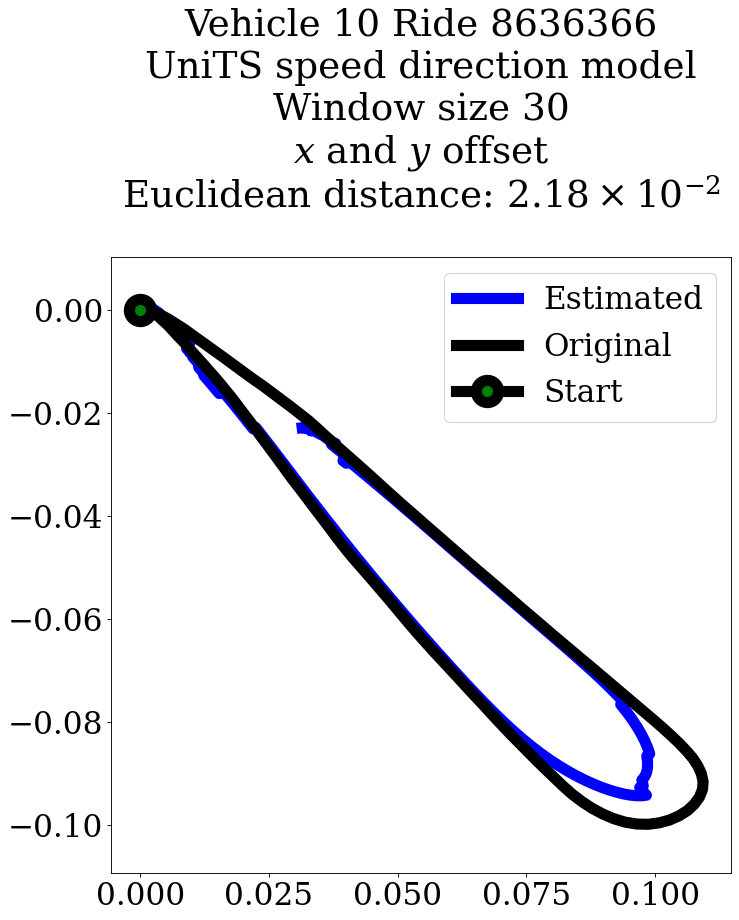 Vehicle 10 Ride 8636366
UniTS speed direction model
Window size 30
x and y offset
Euclidean distance: 2.18 × 10⁻²
Estimated
Original
Start
0.00
−0.02
−0.04
−0.06
−0.08
−0.10
0.000 0.025 0.050 0.075 0.100